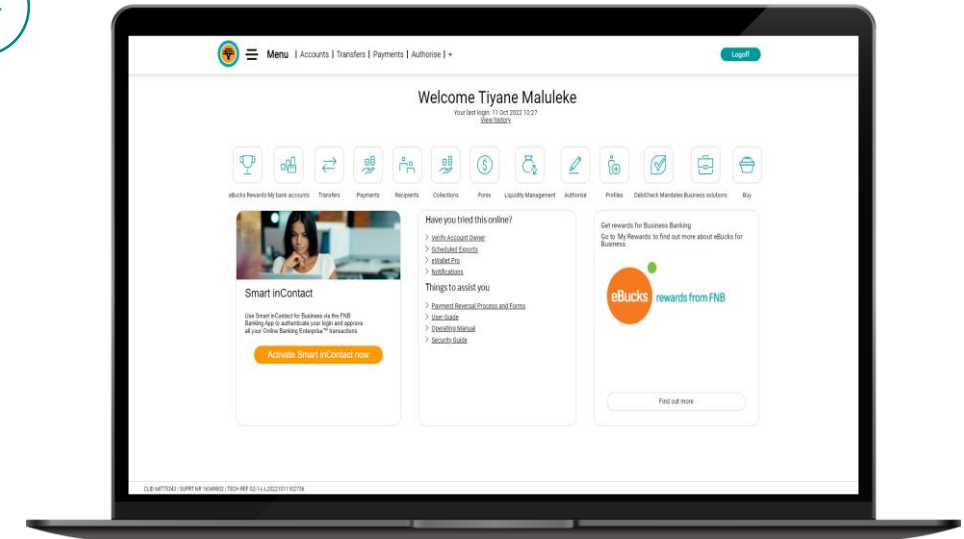 Menu | Accounts | Transfers | Payments | Authorise | +
Logoff
Welcome Tiyane Maluleke
Your last login: 11 Oct 2022 10:27
View history
eBucks Rewards My bank accounts Transfers Payments Recipients Collections Forex Liquidity Management Authorise Profiles DebiCheck Mandates Business solutions Buy
Smart inContact
Use Smart inContact for Business via the FNB
Banking App to authenticate your login and approve
all your Online Banking Enterprise™ transactions.
Activate Smart inContact now
Have you tried this online?
> Verify Account Owner
> Scheduled Exports
> eWallet Pro
> Notifications
Things to assist you
> Payment Reversal Process and Forms
> User Guide
> Operating Manual
> Security Guide
Get rewards for Business Banking
Go to 'My Rewards' to find out more about eBucks for
Business
eBucks rewards from FNB
Find out more